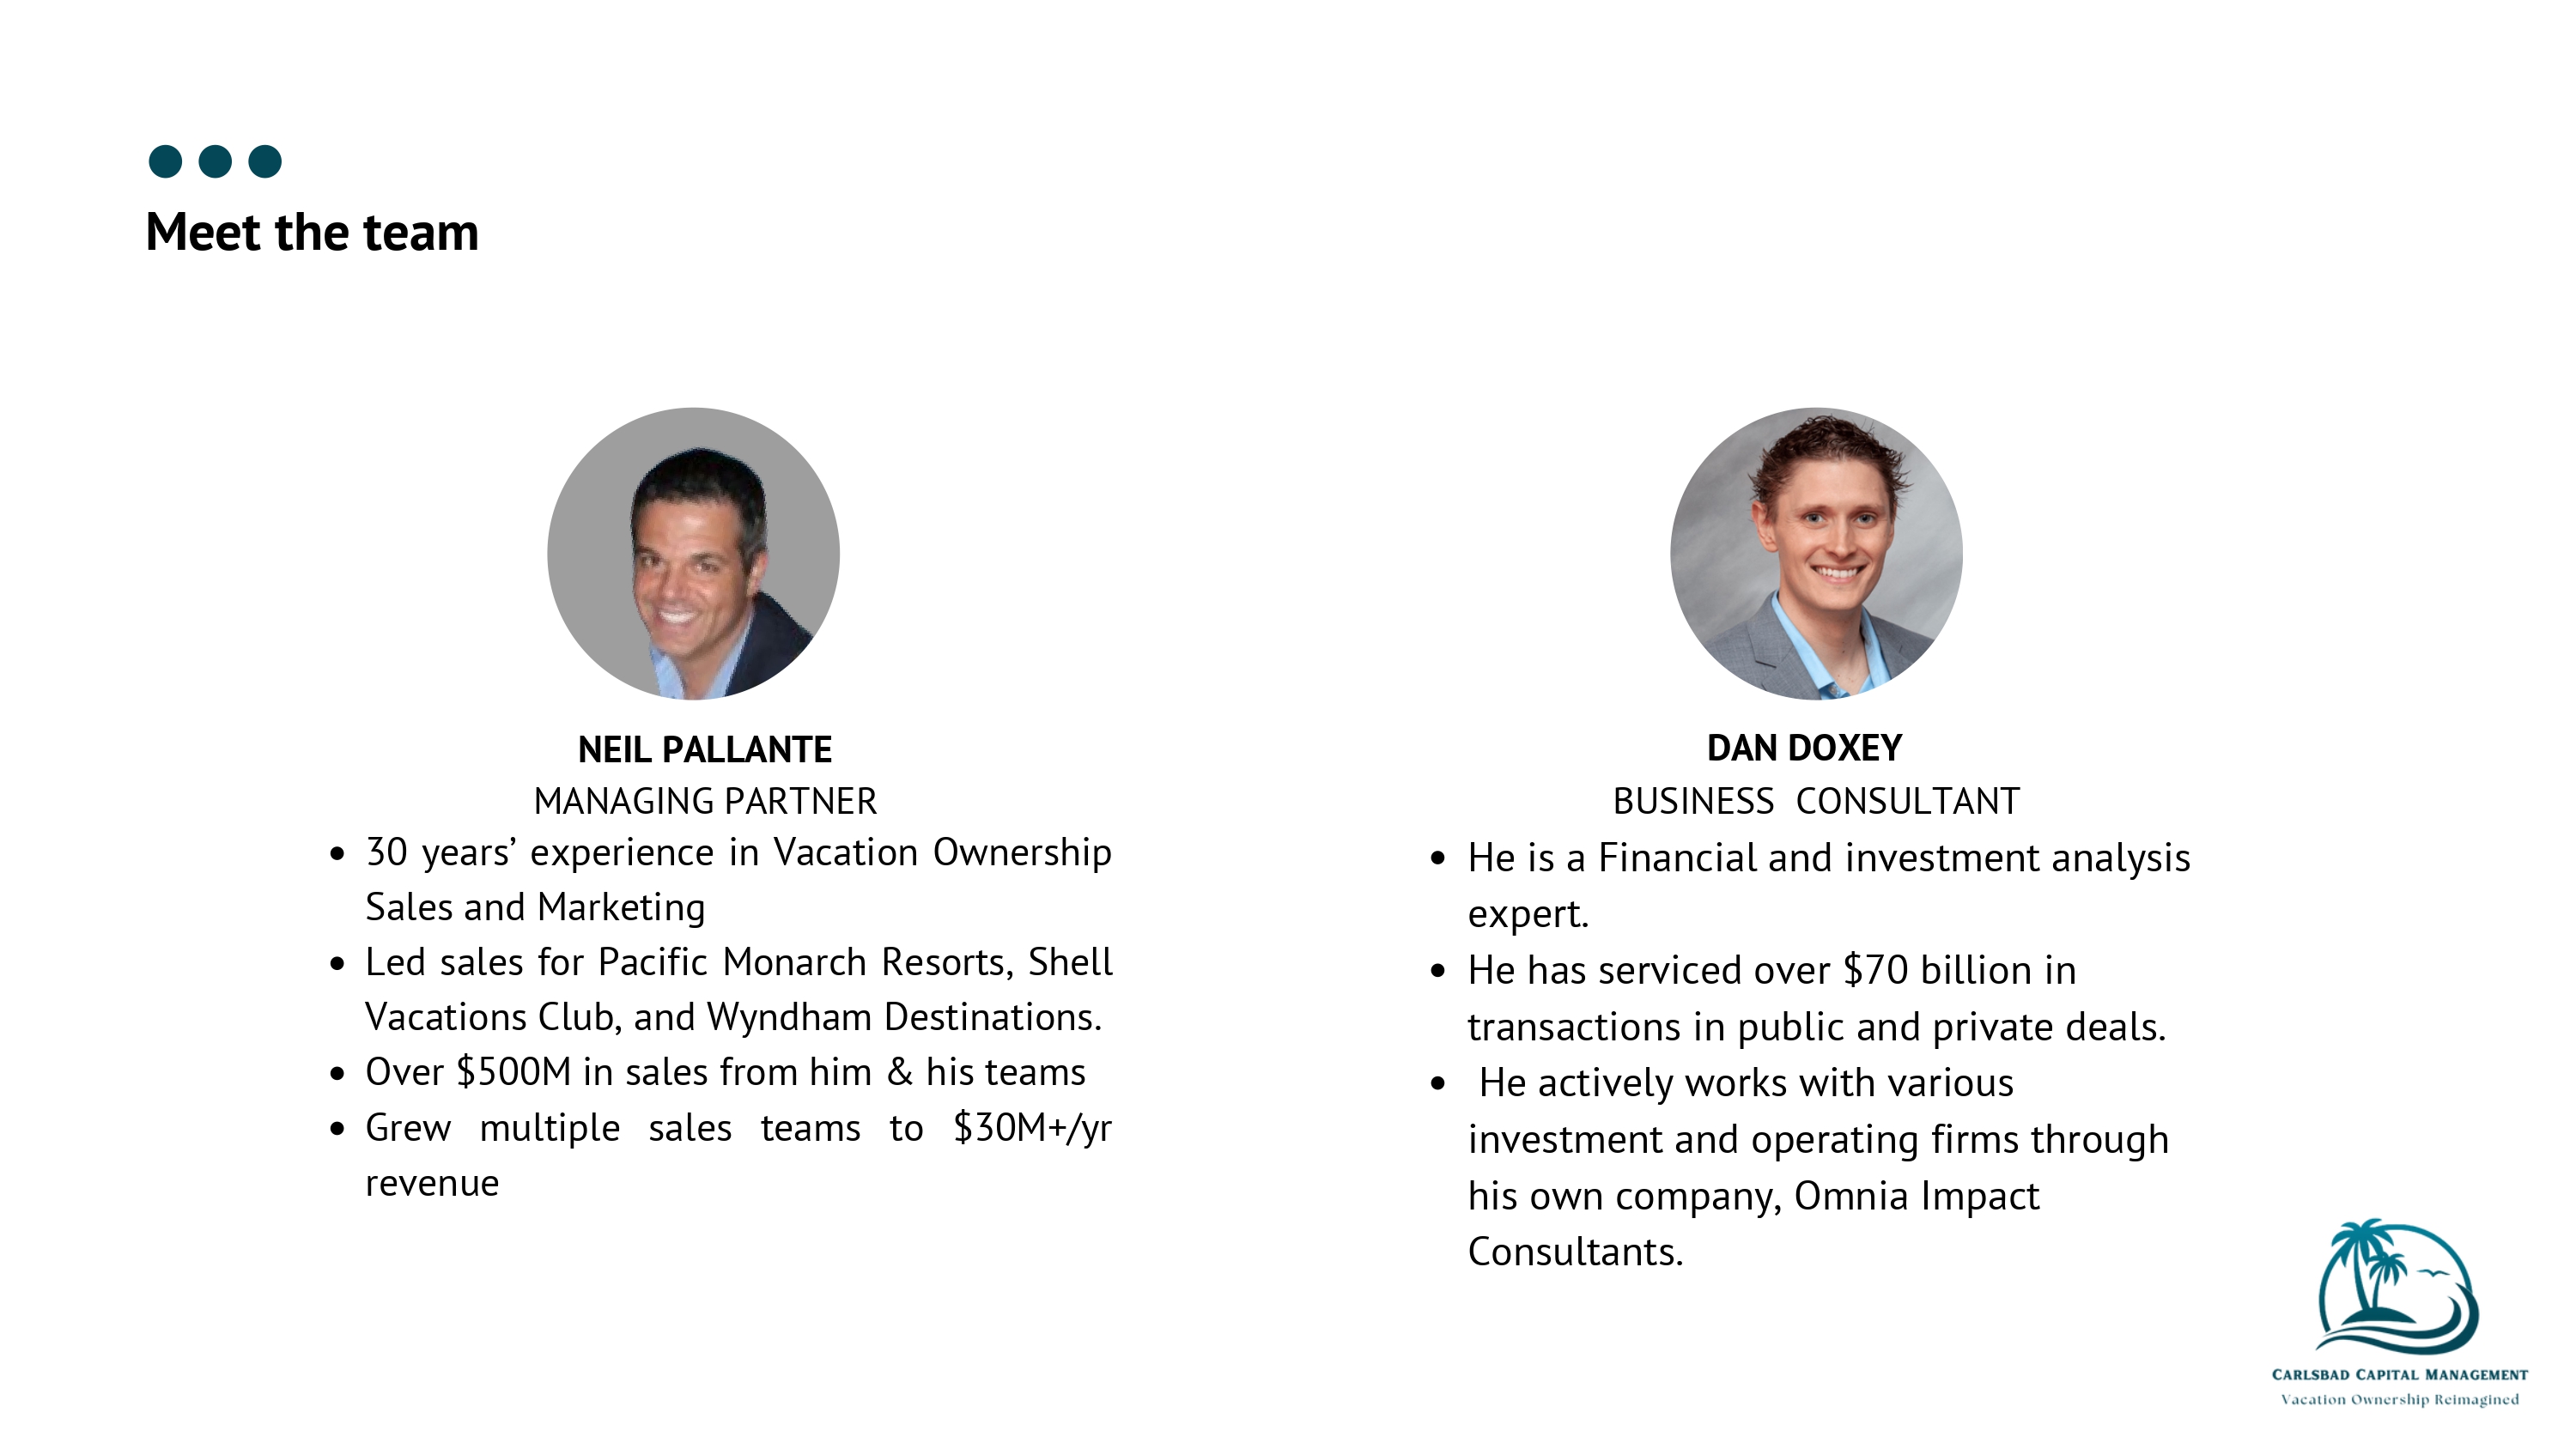 Meet the team
NEIL PALLANTE
MANAGING PARTNER
• 30 years’ experience in Vacation Ownership
Sales and Marketing
• Led sales for Pacific Monarch Resorts, Shell
Vacations Club, and Wyndham Destinations.
• Over $500M in sales from him & his teams
• Grew multiple sales teams to $30M+/yr
revenue
DAN DOXEY
BUSINESS CONSULTANT
• He is a Financial and investment analysis
expert.
• He has serviced over $70 billion in
transactions in public and private deals.
• He actively works with various
investment and operating firms through
his own company, Omnia Impact
Consultants.
CARLSBAD CAPITAL MANAGEMENT
Vacation Ownership Reimagined